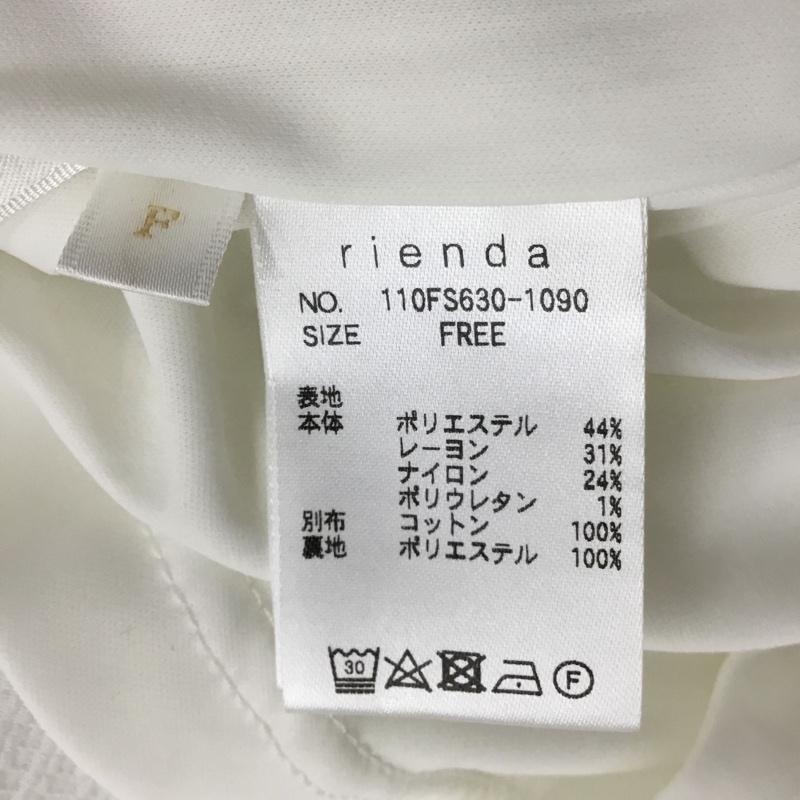 F
rienda
NO. 110FS630-1090
SIZE FREE
表地
本体 ポリエステル 44%
レーヨン 31%
ナイロン 24%
ポリウレタン 1%
別布 コットン 100%
裏地 ポリエステル 100%
30 F